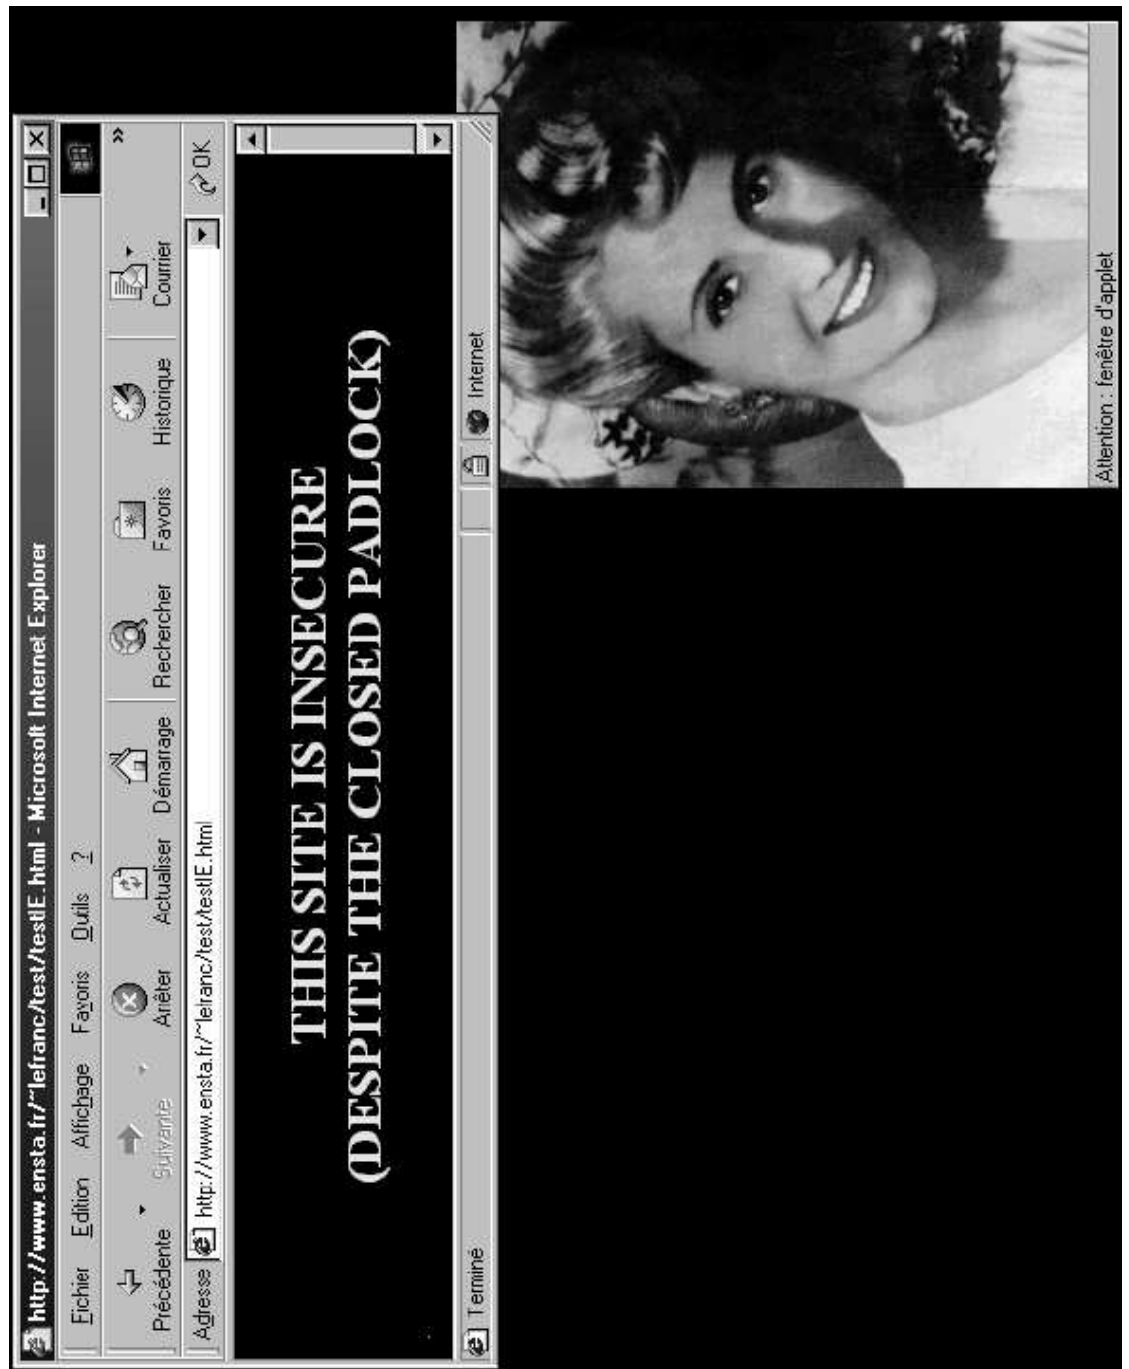 http://www.ensta.fr/~lefranc/test/testIE.html - Microsoft Internet Explorer
Fichier Edition Affichage Favoris Outils ?
Précédente Suivante Arrêter Actualiser Démarrage Rechercher Favoris Historique Courrier »
Adresse http://www.ensta.fr/~lefranc/test/testIE.html OK
THIS SITE IS INSECURE
(DESPITE THE CLOSED PADLOCK)
Terminé Internet
Attention : fenêtre d'applet